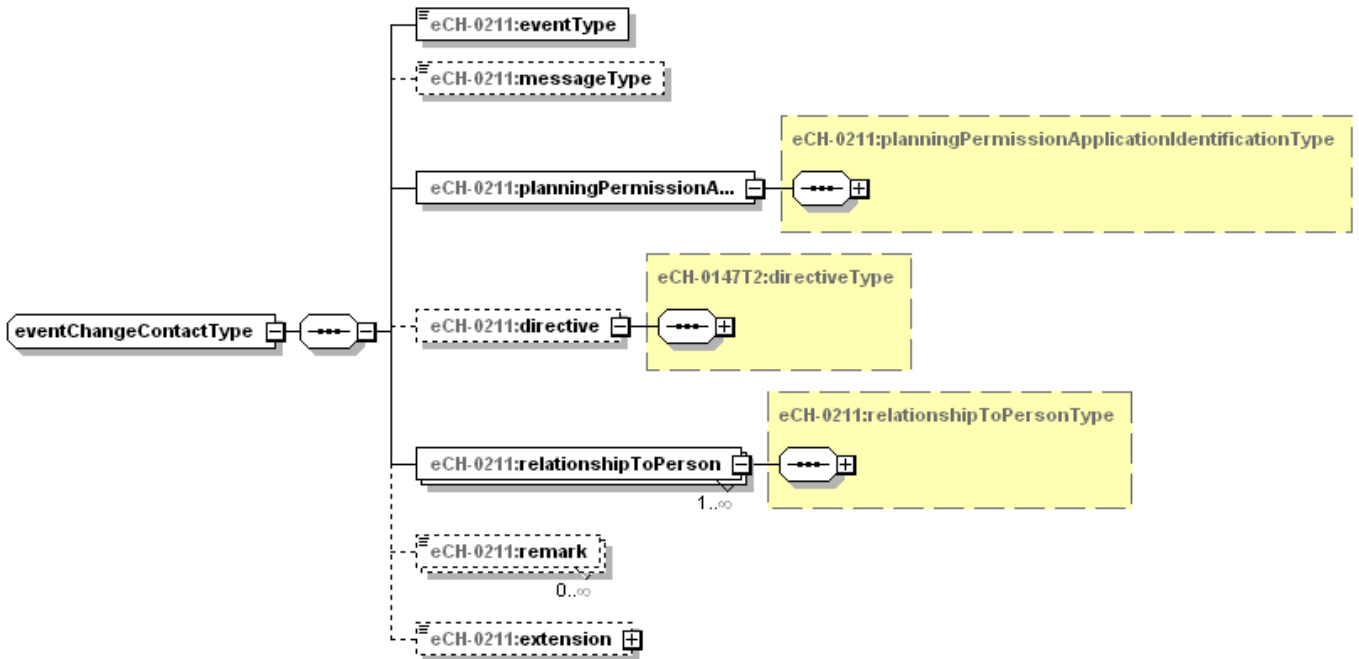 eCH-0211:eventType
eCH-0211:messageType
eCH-0211:planningPermissionApplicationIdentificationType
eCH-0211:planningPermissionA...
eCH-0147T2:directiveType
eventChangeContactType
eCH-0211:directive
eCH-0211:relationshipToPersonType
eCH-0211:relationshipToPerson
1..∞
eCH-0211:remark
0..∞
eCH-0211:extension